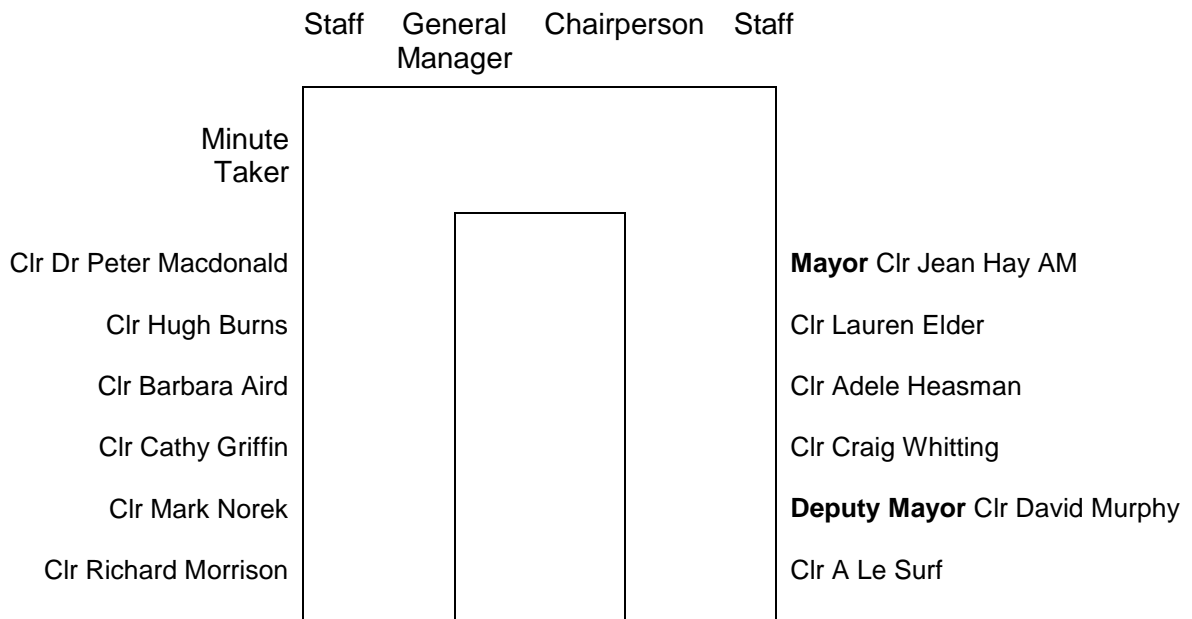 Staff General Chairperson Staff
Manager
Minute
Taker
Clr Dr Peter Macdonald Mayor Clr Jean Hay AM
Clr Hugh Burns Clr Lauren Elder
Clr Barbara Aird Clr Adele Heasman
Clr Cathy Griffin Clr Craig Whitting
Clr Mark Norek Deputy Mayor Clr David Murphy
Clr Richard Morrison Clr A Le Surf